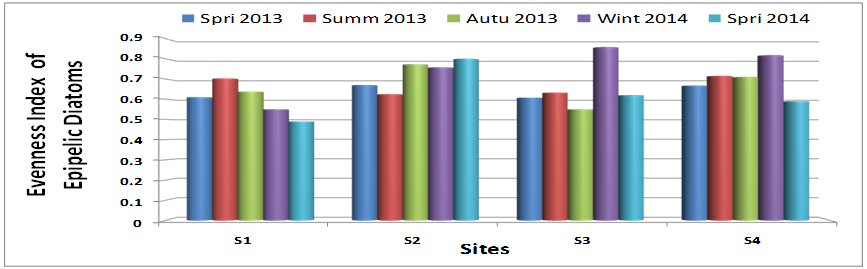 Spri 2013 Summ 2013 Autu 2013 Wint 2014 Spri 2014
Evenness Index of
Epipelic Diatoms
0.9
0.8
0.7
0.6
0.5
0.4
0.3
0.2
0.1
0
S1 S2 S3 S4
Sites